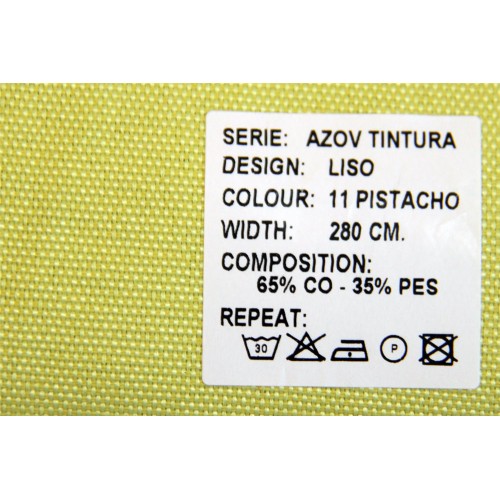 SERIE: AZOV TINTURA
DESIGN: LISO
COLOUR: 11 PISTACHO
WIDTH: 280 CM.
COMPOSITION:
65% CO - 35% PES
REPEAT:
30 P